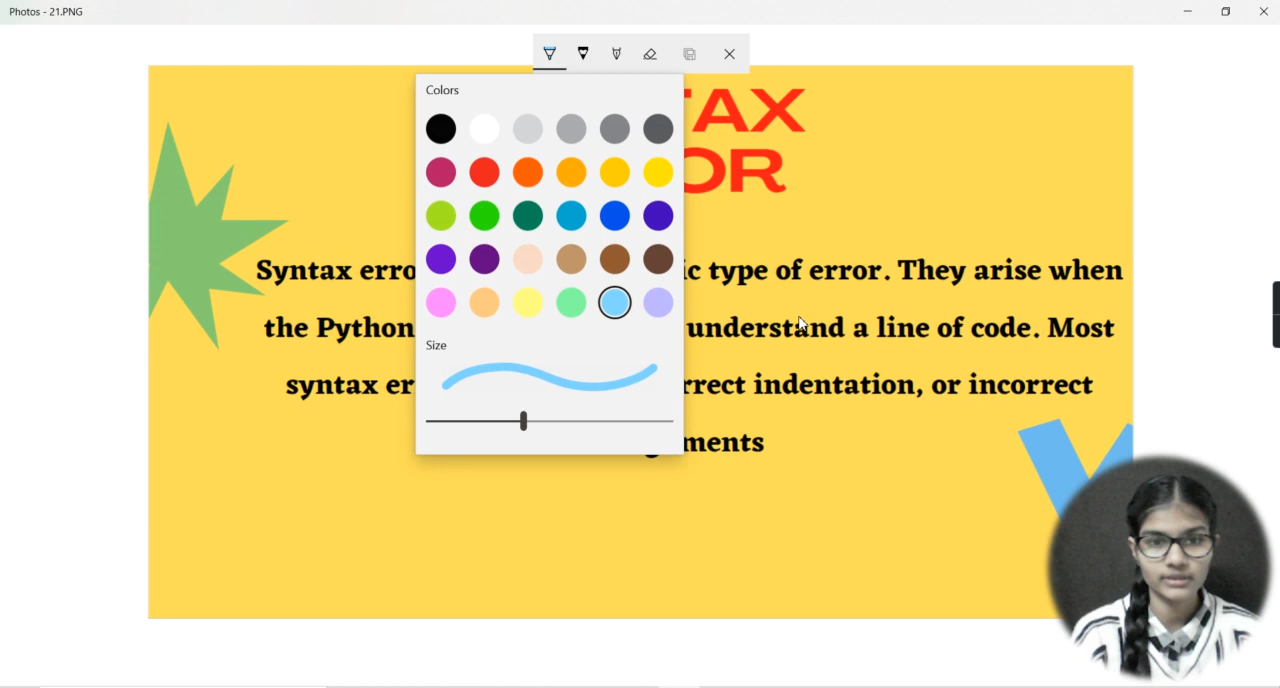 Photos - 21.PNG
Colors
TAX
OR
Syntax erro ic type of error. They arise when
the Python understand a line of code. Most
syntax er rrect indentation, or incorrect
Size
ments